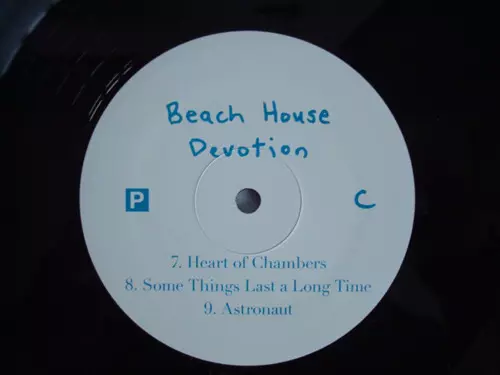 Beach House
Devotion
P
C
7. Heart of Chambers
8. Some Things Last a Long Time
9. Astronaut